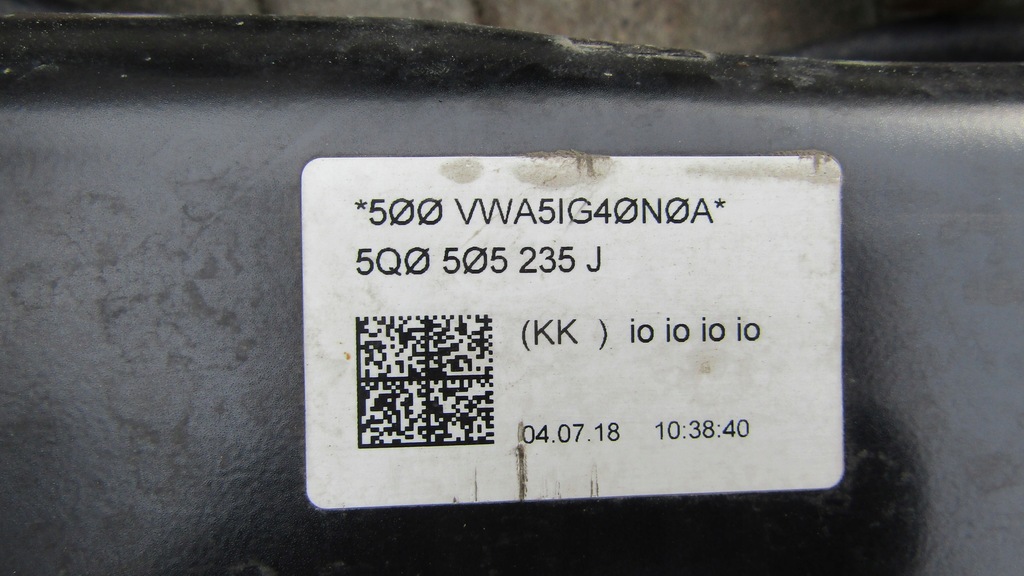 *5ØØ VWA5IG4ØNØA*
5QØ 5Ø5 235 J
(KK ) io io io io
04.07.18 10:38:40